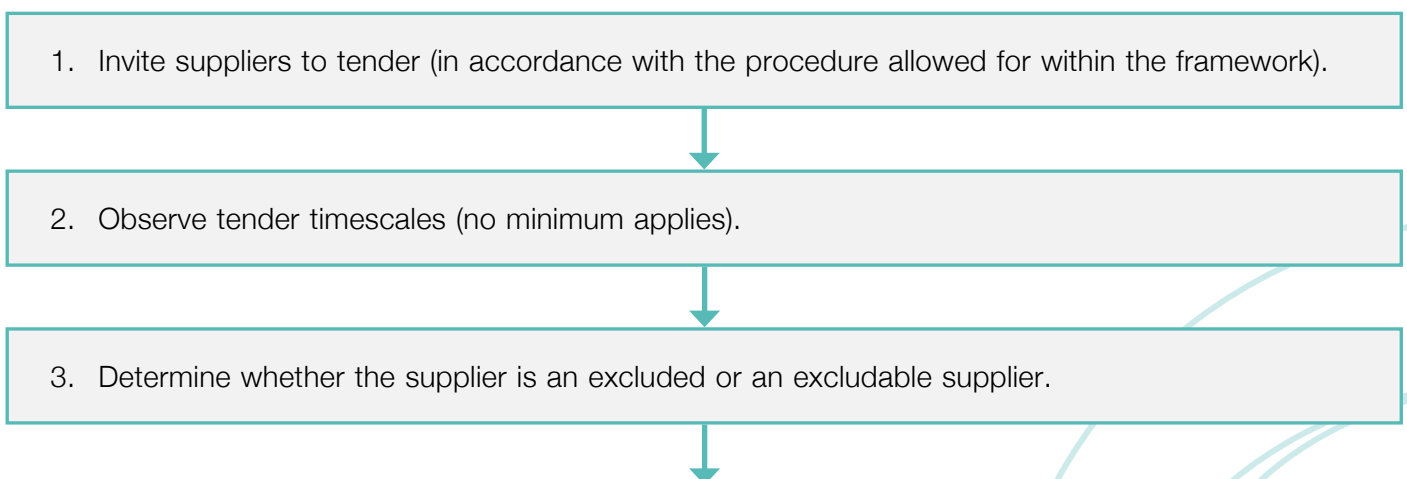 1. Invite suppliers to tender (in accordance with the procedure allowed for within the framework).
2. Observe tender timescales (no minimum applies).
3. Determine whether the supplier is an excluded or an excludable supplier.